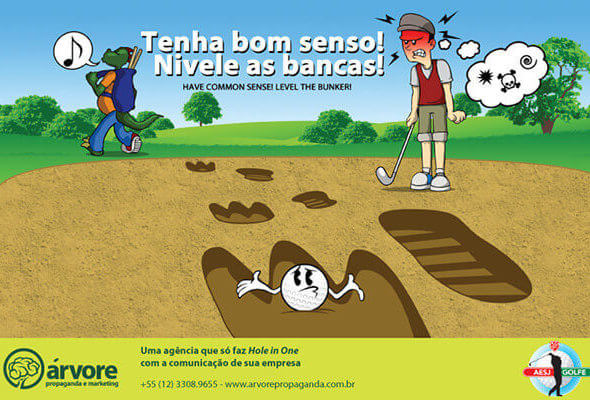 Tenha bom senso!
Nivele as bancas!
HAVE COMMON SENSE! LEVEL THE BUNKER!
árvore
propaganda e marketing
Uma agência que só faz Hole in One
com a comunicação de sua empresa
+55 (12) 3308.9655 - www.arvorepropaganda.com.br
AESJ GOLFE